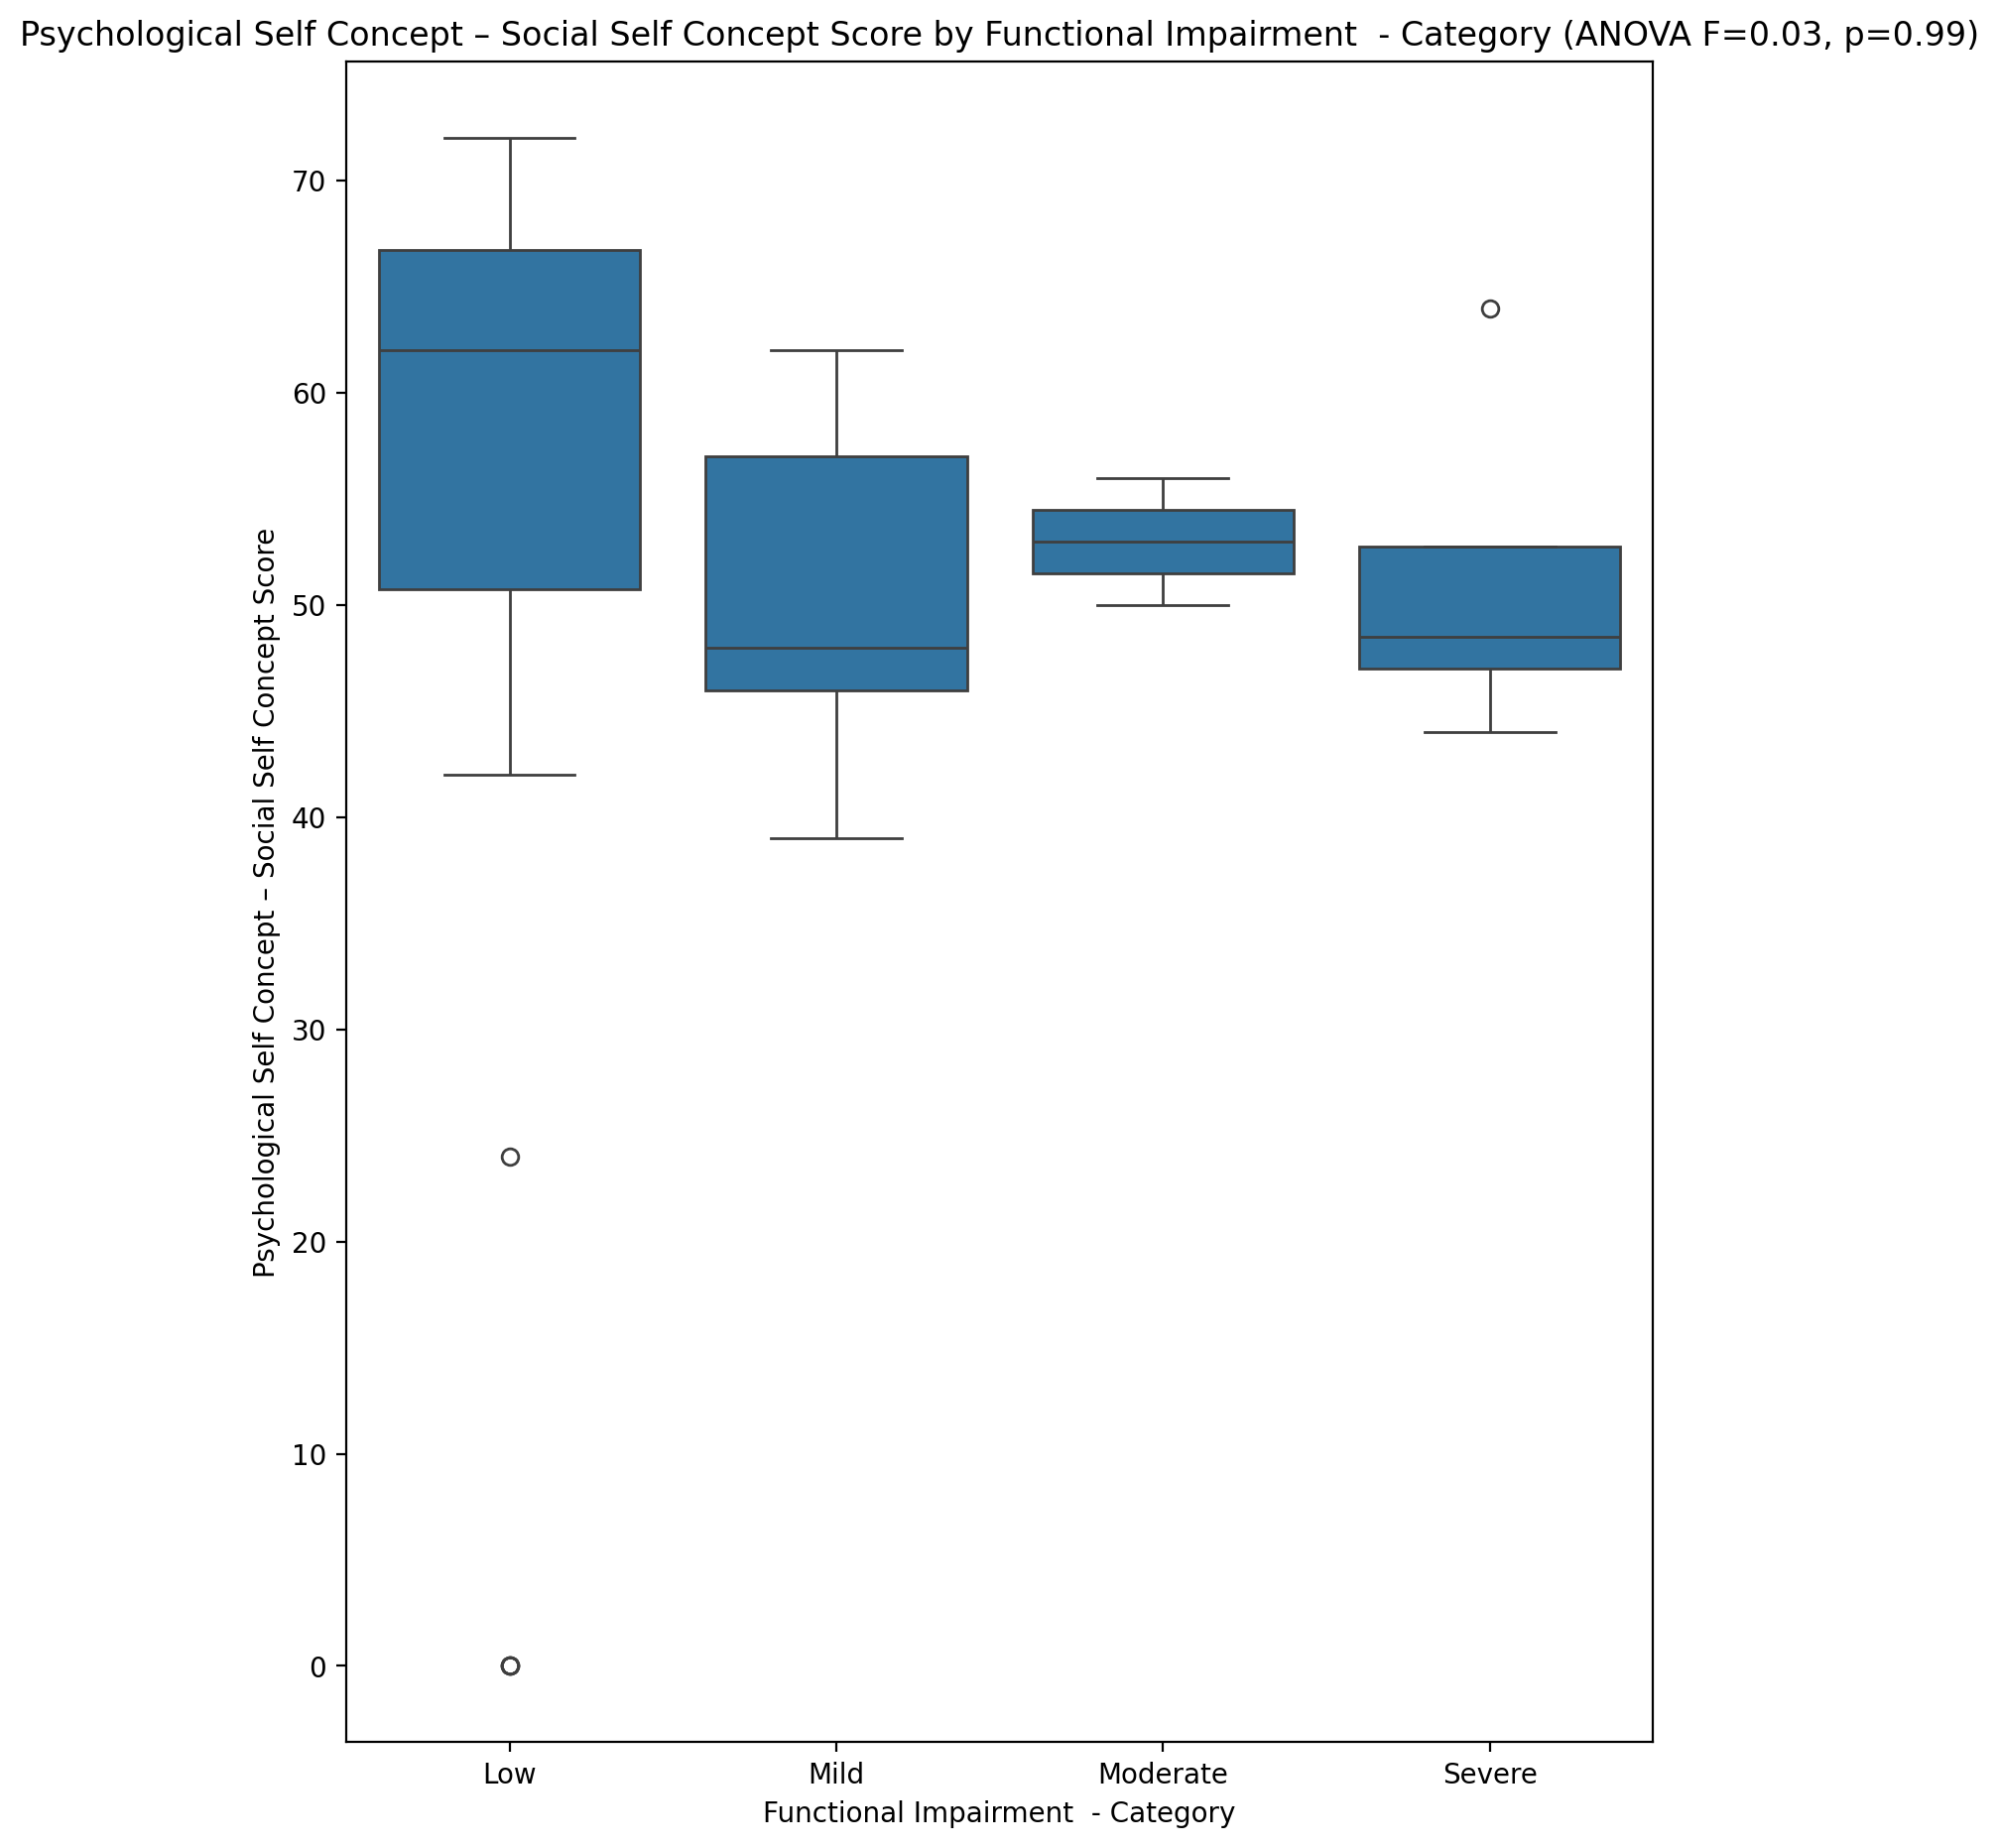 Psychological Self Concept – Social Self Concept Score by Functional Impairment  - Category (ANOVA F=0.03, p=0.99)
Psychological Self Concept – Social Self Concept Score
70
60
50
40
30
20
10
0
Low Mild Moderate Severe
Functional Impairment  - Category